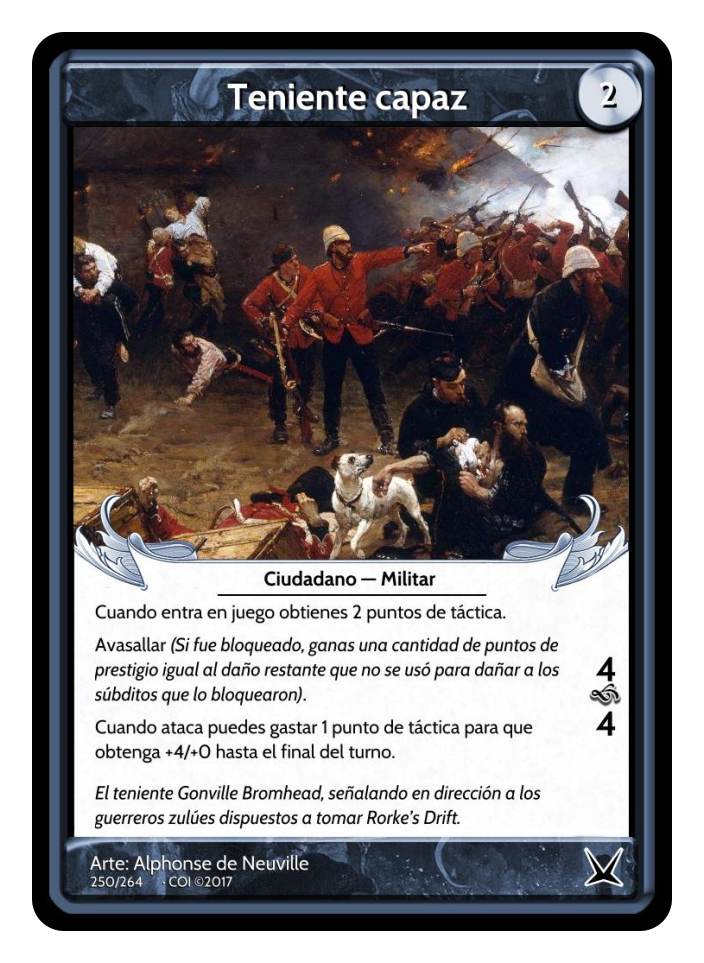 Teniente capaz
2
Ciudadano — Militar
Cuando entra en juego obtienes 2 puntos de táctica.
Avasallar (Si fue bloqueado, ganas una cantidad de puntos de
prestigio igual al daño restante que no se usó para dañar a los
súbditos que lo bloquearon).
4
4
Cuando ataca puedes gastar 1 punto de táctica para que
obtenga +4/+0 hasta el final del turno.
El teniente Gonville Bromhead, señalando en dirección a los
guerreros zulúes dispuestos a tomar Rorke's Drift.
Arte: Alphonse de Neuville
250/264 · COI ©2017